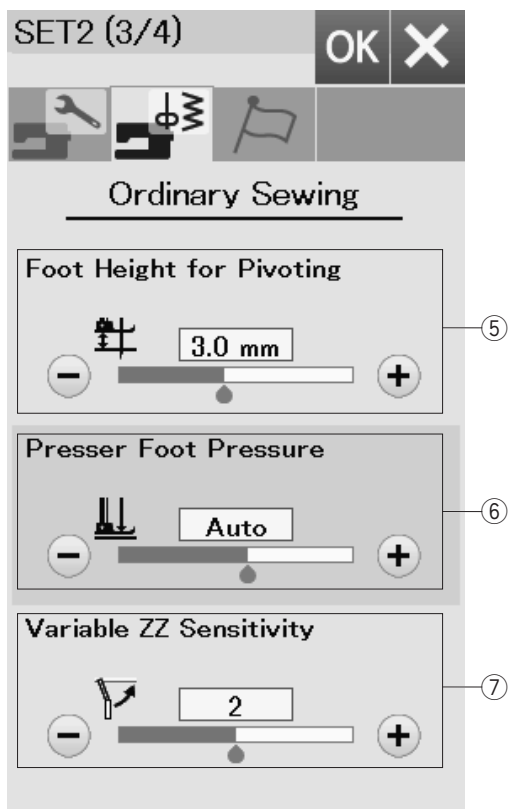 SET2 (3/4)
OK
Ordinary Sewing
Foot Height for Pivoting
3.0 mm
⑤
Presser Foot Pressure
Auto
⑥
Variable ZZ Sensitivity
2
⑦